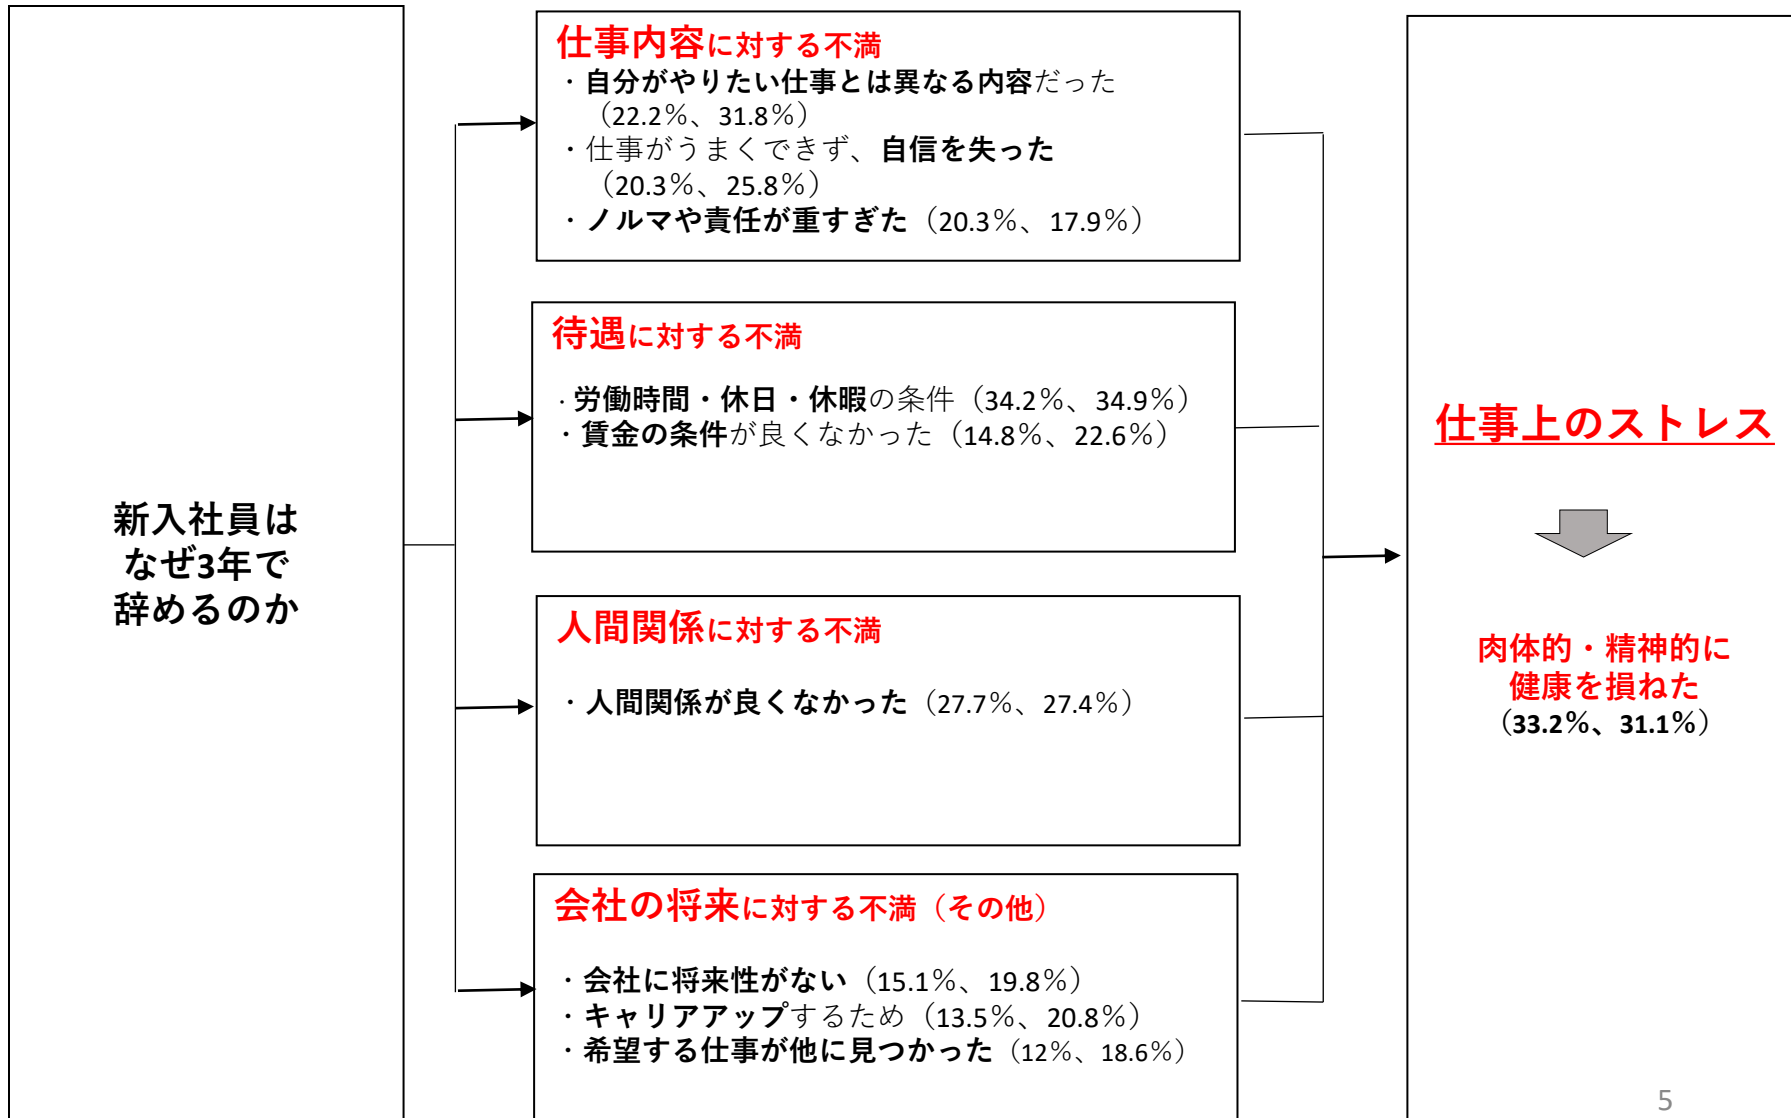 新入社員は
なぜ3年で
辞めるのか
仕事内容に対する不満
・自分がやりたい仕事とは異なる内容だった
（22.2％、31.8％）
・仕事がうまくできず、自信を失った
（20.3％、25.8％）
・ノルマや責任が重すぎた（20.3％、17.9％）
待遇に対する不満
・労働時間・休日・休暇の条件（34.2％、34.9％）
・賃金の条件が良くなかった（14.8％、22.6％）
人間関係に対する不満
・人間関係が良くなかった（27.7％、27.4％）
会社の将来に対する不満（その他）
・会社に将来性がない（15.1％、19.8％）
・キャリアアップするため（13.5％、20.8％）
・希望する仕事が他に見つかった（12％、18.6％）
仕事上のストレス
肉体的・精神的に
健康を損ねた
（33.2％、31.1％）
5